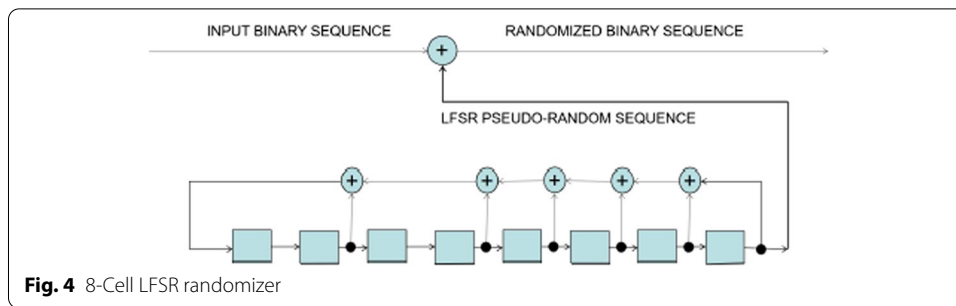 INPUT BINARY SEQUENCE
RANDOMIZED BINARY SEQUENCE
+
LFSR PSEUDO-RANDOM SEQUENCE
+ + + + +
Fig. 4 8-Cell LFSR randomizer